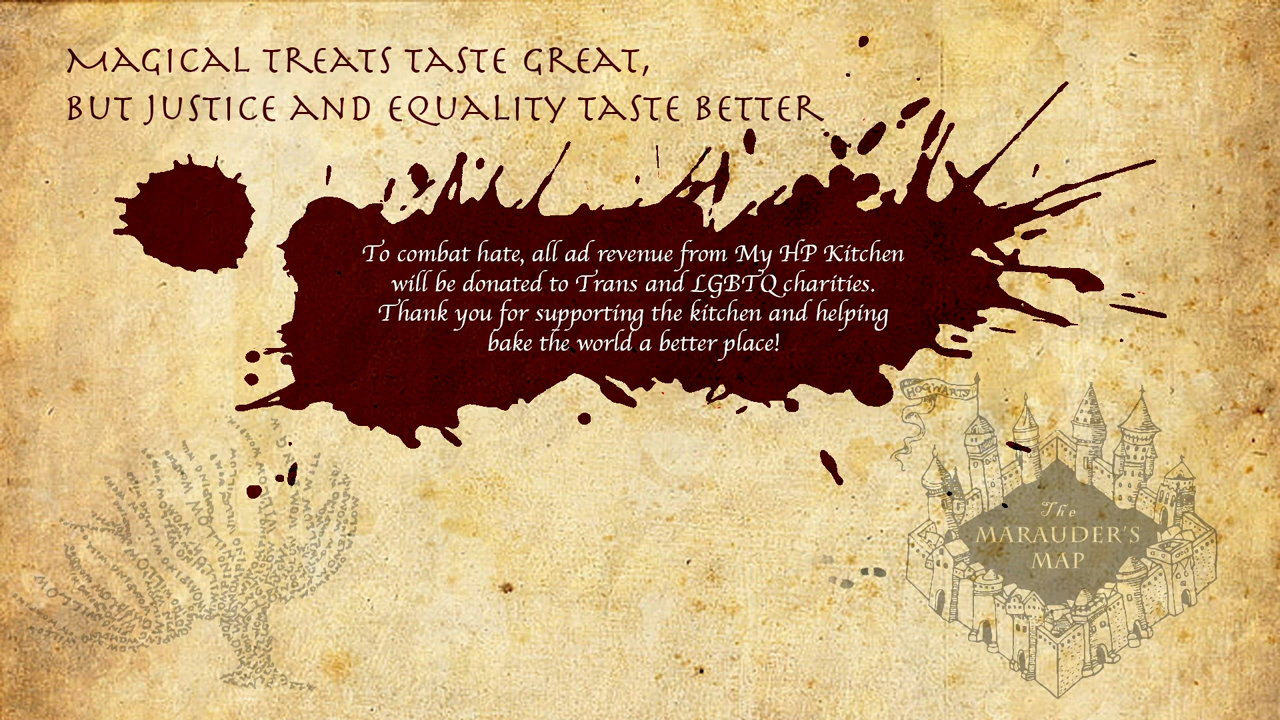 MAGICAL TREATS TASTE GREAT,
BUT JUSTICE AND EQUALITY TASTE BETTER
To combat hate, all ad revenue from My HP Kitchen
will be donated to Trans and LGBTQ charities.
Thank you for supporting the kitchen and helping
bake the world a better place!
HOGWARTS
The
MARAUDER'S
MAP